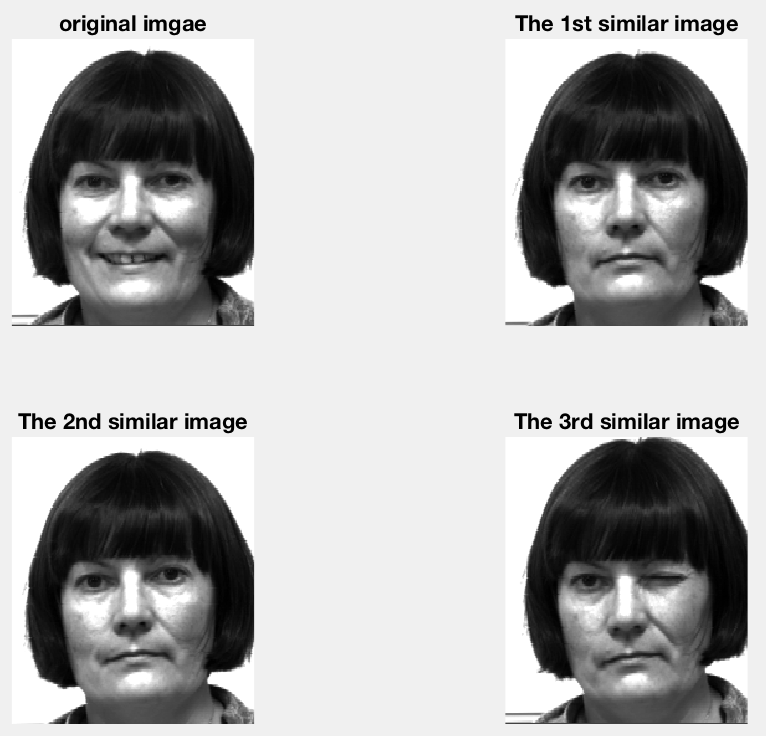 original imgae
The 1st similar image
The 2nd similar image
The 3rd similar image